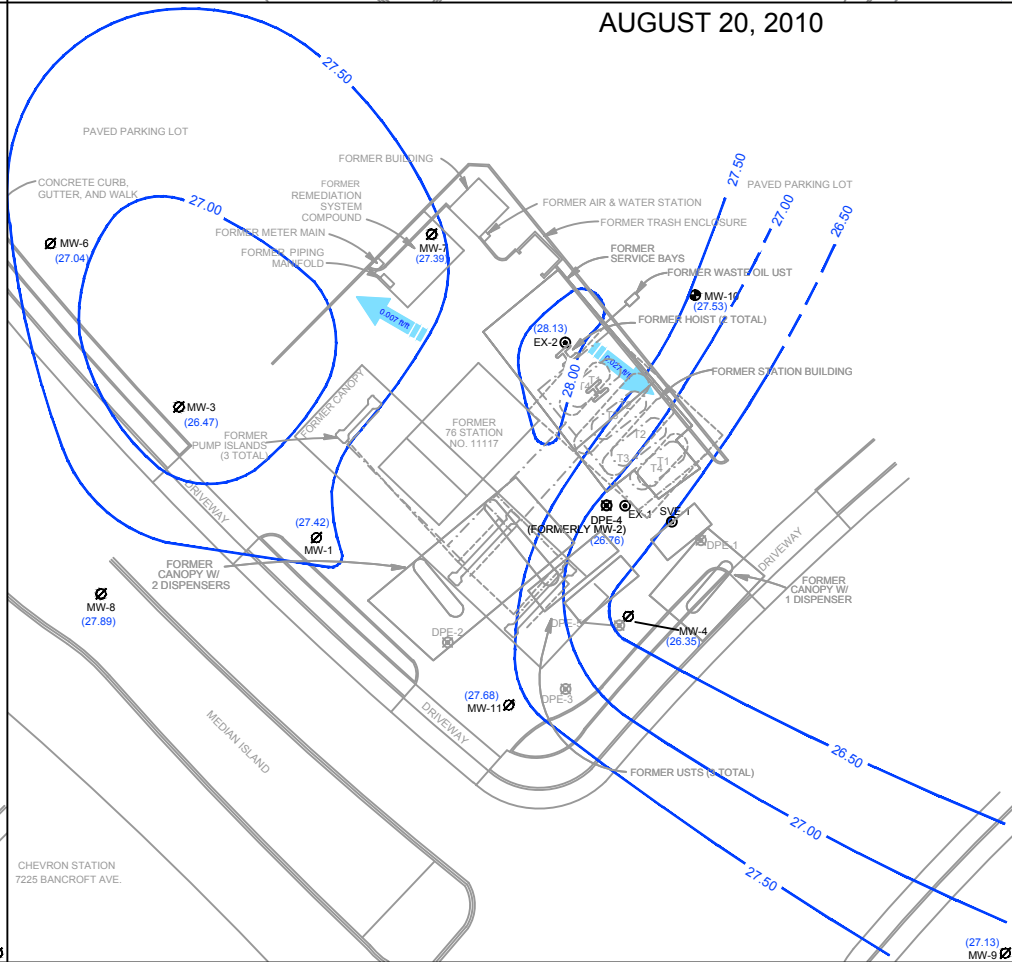 AUGUST 20, 2010
27.50
PAVED PARKING LOT
FORMER BUILDING
27.50
PAVED PARKING LOT
CONCRETE CURB,
GUTTER, AND WALK
FORMER
REMEDIATION
SYSTEM
COMPOUND
27.00
FORMER AIR & WATER STATION
27.00
26.50
FORMER TRASH ENCLOSURE
FORMER METER MAIN
MW-7
(27.39)
MW-6
(27.04)
FORMER PIPING
MANIFOLD
FORMER
SERVICE BAYS
FORMER WASTE OIL UST
MW-10
(27.53)
0.007 ft/ft
FORMER HOIST (2 TOTAL)
(28.13)
EX-2
0.027 ft/ft
28.00
FORMER STATION BUILDING
MW-3
(26.47)
FORMER CANOPY
FORMER
76 STATION
NO. 11117
FORMER
PUMP ISLANDS
(3 TOTAL)
T2
T3
T1
T4
DRIVEWAY
(27.42)
MW-1
DPE-4
(FORMERLY MW-2)
(26.76)
EX-1
SVE-1
DPE-1
DRIVEWAY
FORMER
CANOPY W/
2 DISPENSERS
FORMER
CANOPY W/
1 DISPENSER
MW-8
(27.89)
DPE-2
DPE-5
MW-4
(26.35)
(27.68)
MW-11
DPE-3
DRIVEWAY
MEDIAN ISLAND
26.50
FORMER USTS (3 TOTAL)
27.00
27.50
CHEVRON STATION
7225 BANCROFT AVE.
(27.13)
MW-9